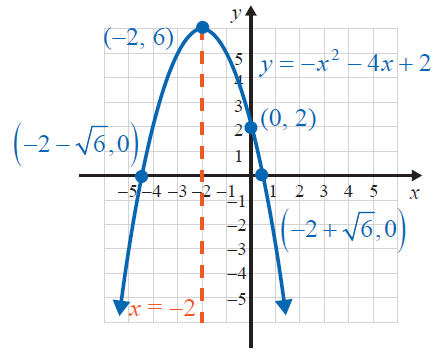 y
(−2, 6)
5
y = −x² − 4x + 2
4
3
2
(0, 2)
(−2 − √6,0)
1
−5 −4 −3 −2 −1 1 2 3 4 5 x
−1
−2
(−2 + √6,0)
−3
−4
−5
x = −2